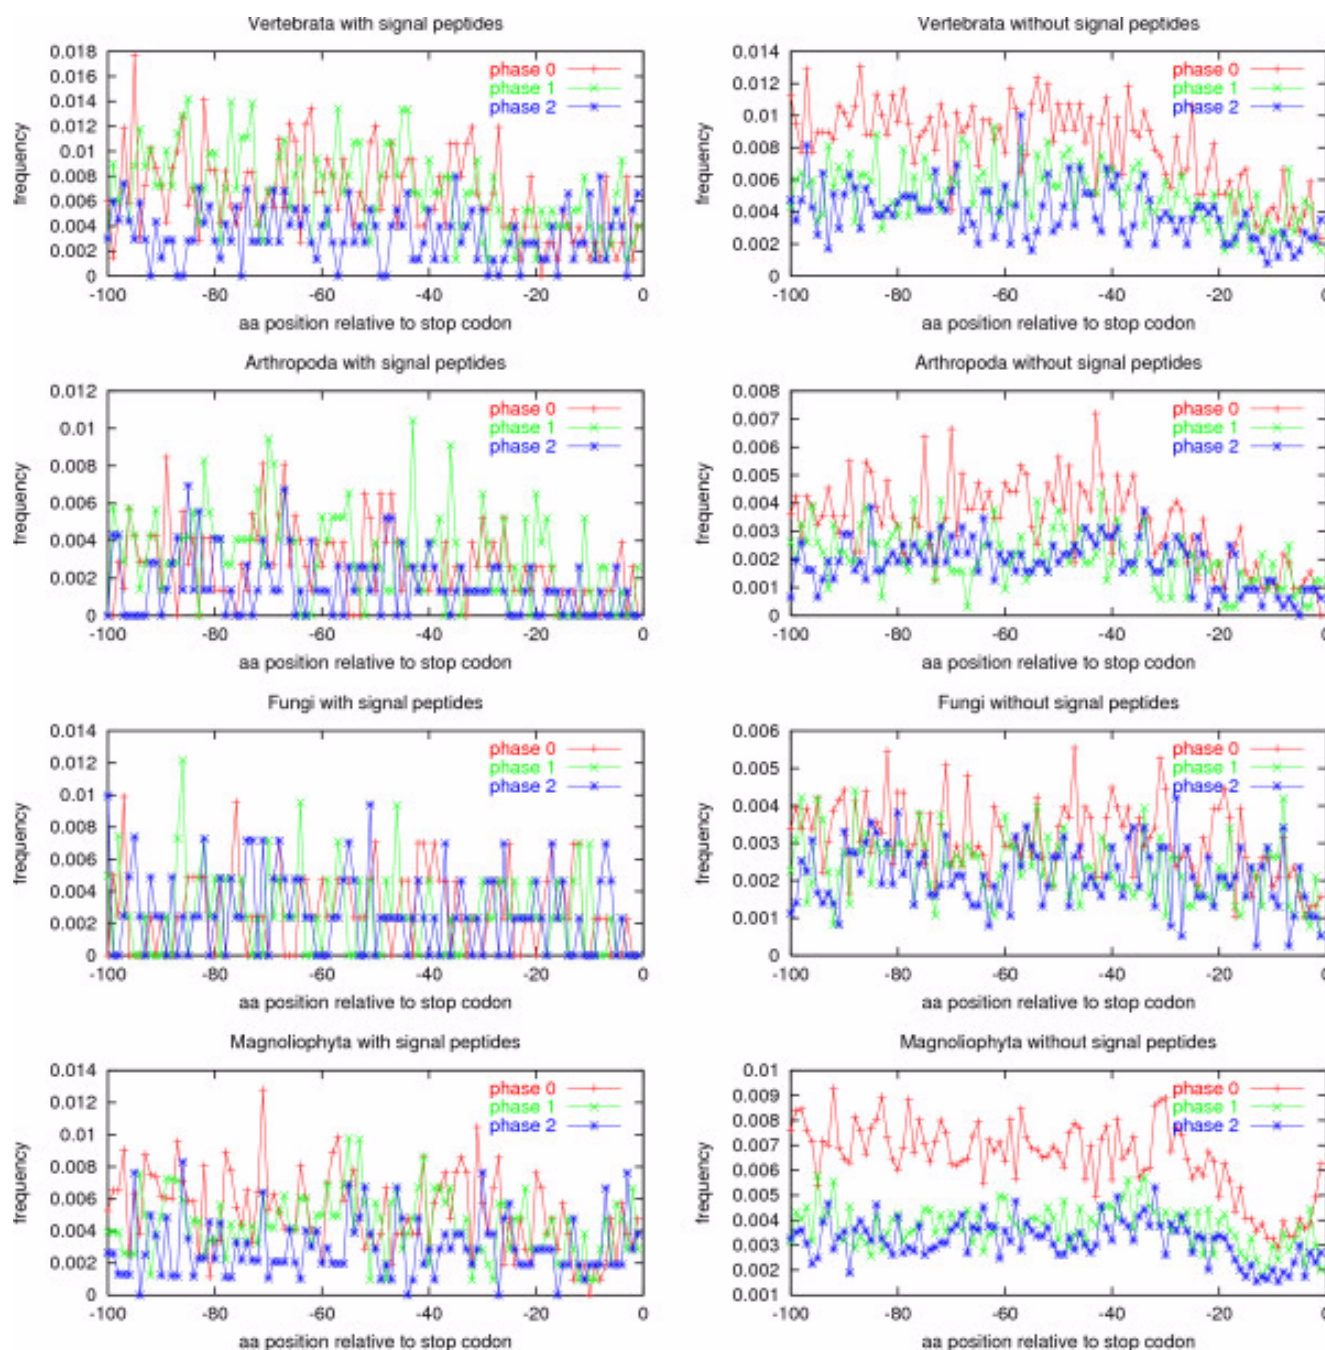 Vertebrata with signal peptides
frequency
0.018
0.016
0.014
0.012
0.01
0.008
0.006
0.004
0.002
0
phase 0
phase 1
phase 2
-100 -80 -60 -40 -20 0
aa position relative to stop codon
Vertebrata without signal peptides
frequency
0.014
0.012
0.01
0.008
0.006
0.004
0.002
0
phase 0
phase 1
phase 2
-100 -80 -60 -40 -20 0
aa position relative to stop codon
Arthropoda with signal peptides
frequency
0.012
0.01
0.008
0.006
0.004
0.002
0
phase 0
phase 1
phase 2
-100 -80 -60 -40 -20 0
aa position relative to stop codon
Arthropoda without signal peptides
frequency
0.008
0.007
0.006
0.005
0.004
0.003
0.002
0.001
0
phase 0
phase 1
phase 2
-100 -80 -60 -40 -20 0
aa position relative to stop codon
Fungi with signal peptides
frequency
0.014
0.012
0.01
0.008
0.006
0.004
0.002
0
phase 0
phase 1
phase 2
-100 -80 -60 -40 -20 0
aa position relative to stop codon
Fungi without signal peptides
frequency
0.006
0.005
0.004
0.003
0.002
0.001
0
phase 0
phase 1
phase 2
-100 -80 -60 -40 -20 0
aa position relative to stop codon
Magnoliophyta with signal peptides
frequency
0.014
0.012
0.01
0.008
0.006
0.004
0.002
0
phase 0
phase 1
phase 2
-100 -80 -60 -40 -20 0
aa position relative to stop codon
Magnoliophyta without signal peptides
frequency
0.01
0.009
0.008
0.007
0.006
0.005
0.004
0.003
0.002
0.001
phase 0
phase 1
phase 2
-100 -80 -60 -40 -20 0
aa position relative to stop codon